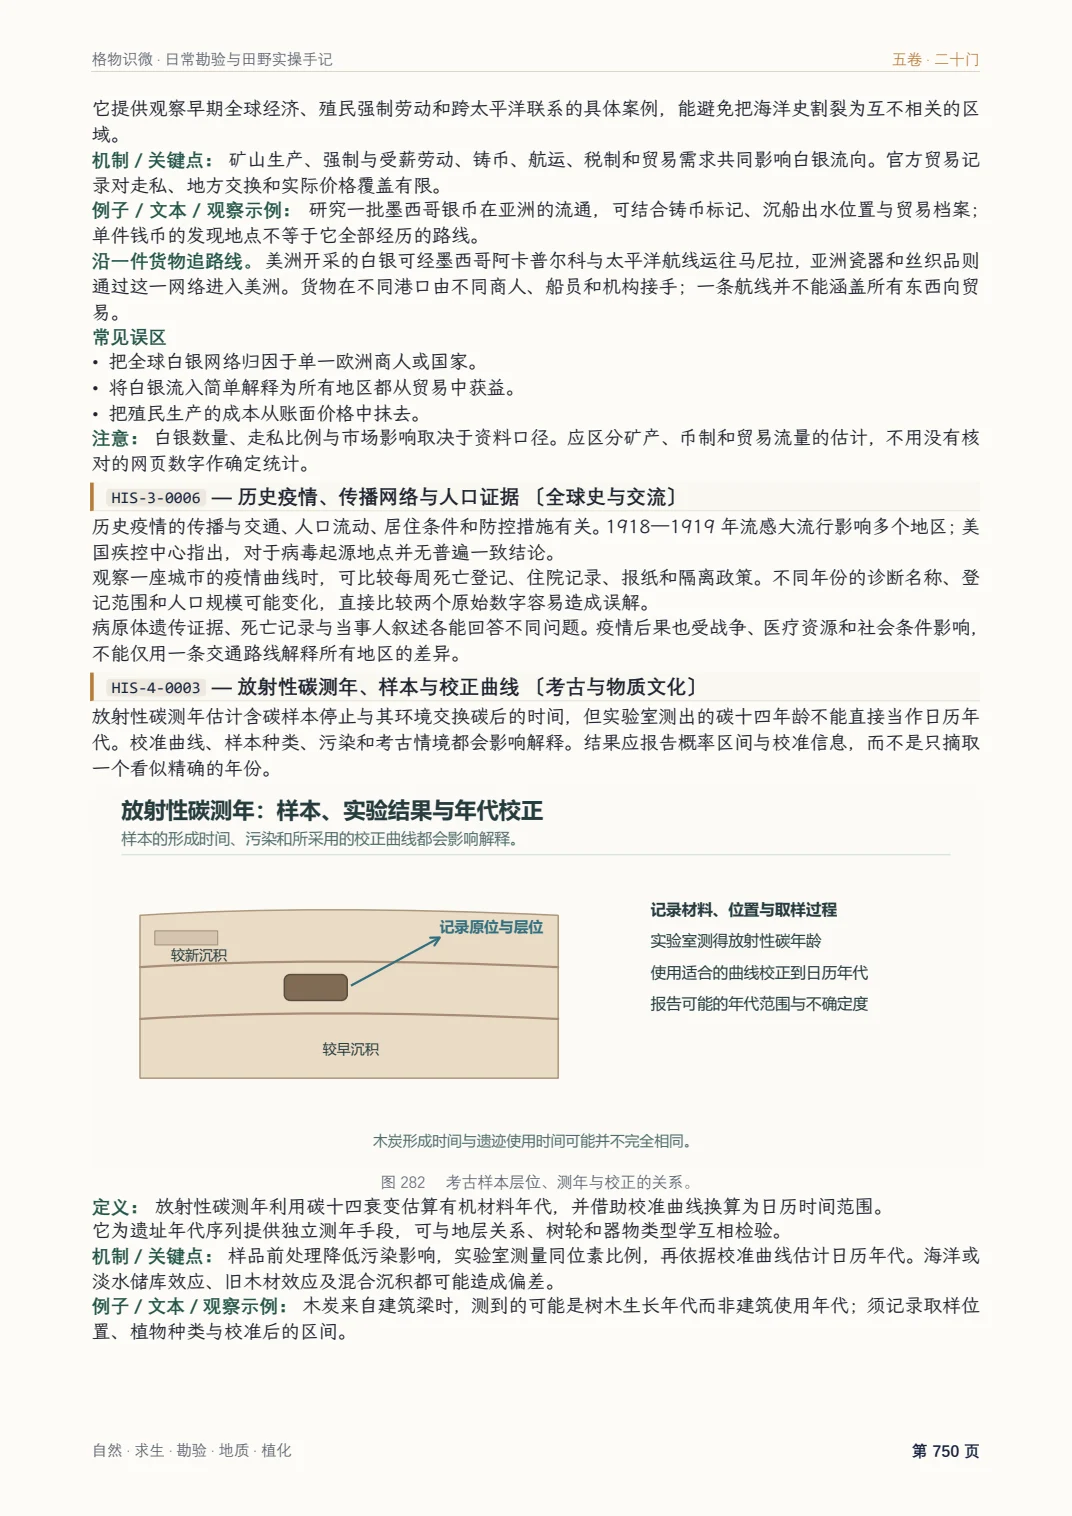 格物识微 · 日常勘验与田野实操手记
五卷 · 二十门
它提供观察早期全球经济、殖民强制劳动和跨太平洋联系的具体案例，能避免把海洋史割裂为互不相关的区
域。
机制 / 关键点： 矿山生产、强制与受薪劳动、铸币、航运、税制和贸易需求共同影响白银流向。官方贸易记
录对走私、地方交换和实际价格覆盖有限。
例子 / 文本 / 观察示例： 研究一批墨西哥银币在亚洲的流通，可结合铸币标记、沉船出水位置与贸易档案；
单件钱币的发现地点不等于它全部经历的路线。
沿一件货物追路线。 美洲开采的白银可经墨西哥阿卡普尔科与太平洋航线运往马尼拉，亚洲瓷器和丝织品则
通过这一网络进入美洲。货物在不同港口由不同商人、船员和机构接手；一条航线并不能涵盖所有东西向贸
易。
常见误区
• 把全球白银网络归因于单一欧洲商人或国家。
• 将白银流入简单解释为所有地区都从贸易中获益。
• 把殖民生产的成本从账面价格中抹去。
注意： 白银数量、走私比例与市场影响取决于资料口径。应区分矿产、币制和贸易流量的估计，不用没有核
对的网页数字作确定统计。
HIS-3-0006 — 历史疫情、传播网络与人口证据 〔全球史与交流〕
历史疫情的传播与交通、人口流动、居住条件和防控措施有关。1918—1919 年流感大流行影响多个地区；美
国疾控中心指出，对于病毒起源地点并无普遍一致结论。
观察一座城市的疫情曲线时，可比较每周死亡登记、住院记录、报纸和隔离政策。不同年份的诊断名称、登
记范围和人口规模可能变化，直接比较两个原始数字容易造成误解。
病原体遗传证据、死亡记录与当事人叙述各能回答不同问题。疫情后果也受战争、医疗资源和社会条件影响，
不能仅用一条交通路线解释所有地区的差异。
HIS-4-0003 — 放射性碳测年、样本与校正曲线 〔考古与物质文化〕
放射性碳测年估计含碳样本停止与其环境交换碳后的时间，但实验室测出的碳十四年龄不能直接当作日历年
代。校准曲线、样本种类、污染和考古情境都会影响解释。结果应报告概率区间与校准信息，而不是只摘取
一个看似精确的年份。
放射性碳测年：样本、实验结果与年代校正
样本的形成时间、污染和所采用的校正曲线都会影响解释。
记录原位与层位
较新沉积
较早沉积
记录材料、位置与取样过程
实验室测得放射性碳年龄
使用适合的曲线校正到日历年代
报告可能的年代范围与不确定度
木炭形成时间与遗迹使用时间可能并不完全相同。
图 282 考古样本层位、测年与校正的关系。
定义： 放射性碳测年利用碳十四衰变估算有机材料年代，并借助校准曲线换算为日历时间范围。
它为遗址年代序列提供独立测年手段，可与地层关系、树轮和器物类型学互相检验。
机制 / 关键点： 样品前处理降低污染影响，实验室测量同位素比例，再依据校准曲线估计日历年代。海洋或
淡水储库效应、旧木材效应及混合沉积都可能造成偏差。
例子 / 文本 / 观察示例： 木炭来自建筑梁时，测到的可能是树木生长年代而非建筑使用年代；须记录取样位
置、植物种类与校准后的区间。
自然 · 求生 · 勘验 · 地质 · 植化
第 750 页